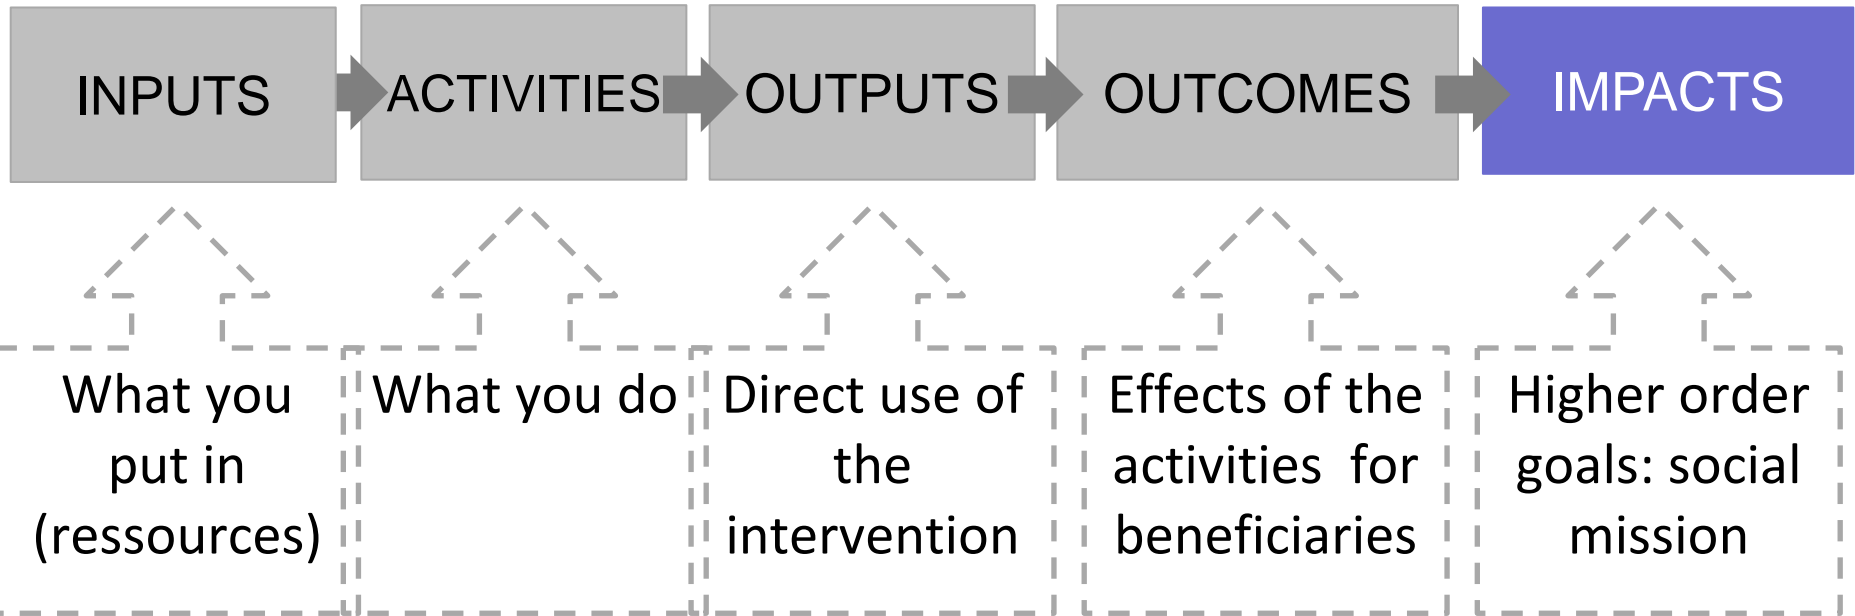 INPUTS
ACTIVITIES
OUTPUTS
OUTCOMES
IMPACTS
What you
put in
(ressources)
What you do
Direct use of
the
intervention
Effects of the
activities for
beneficiaries
Higher order
goals: social
mission